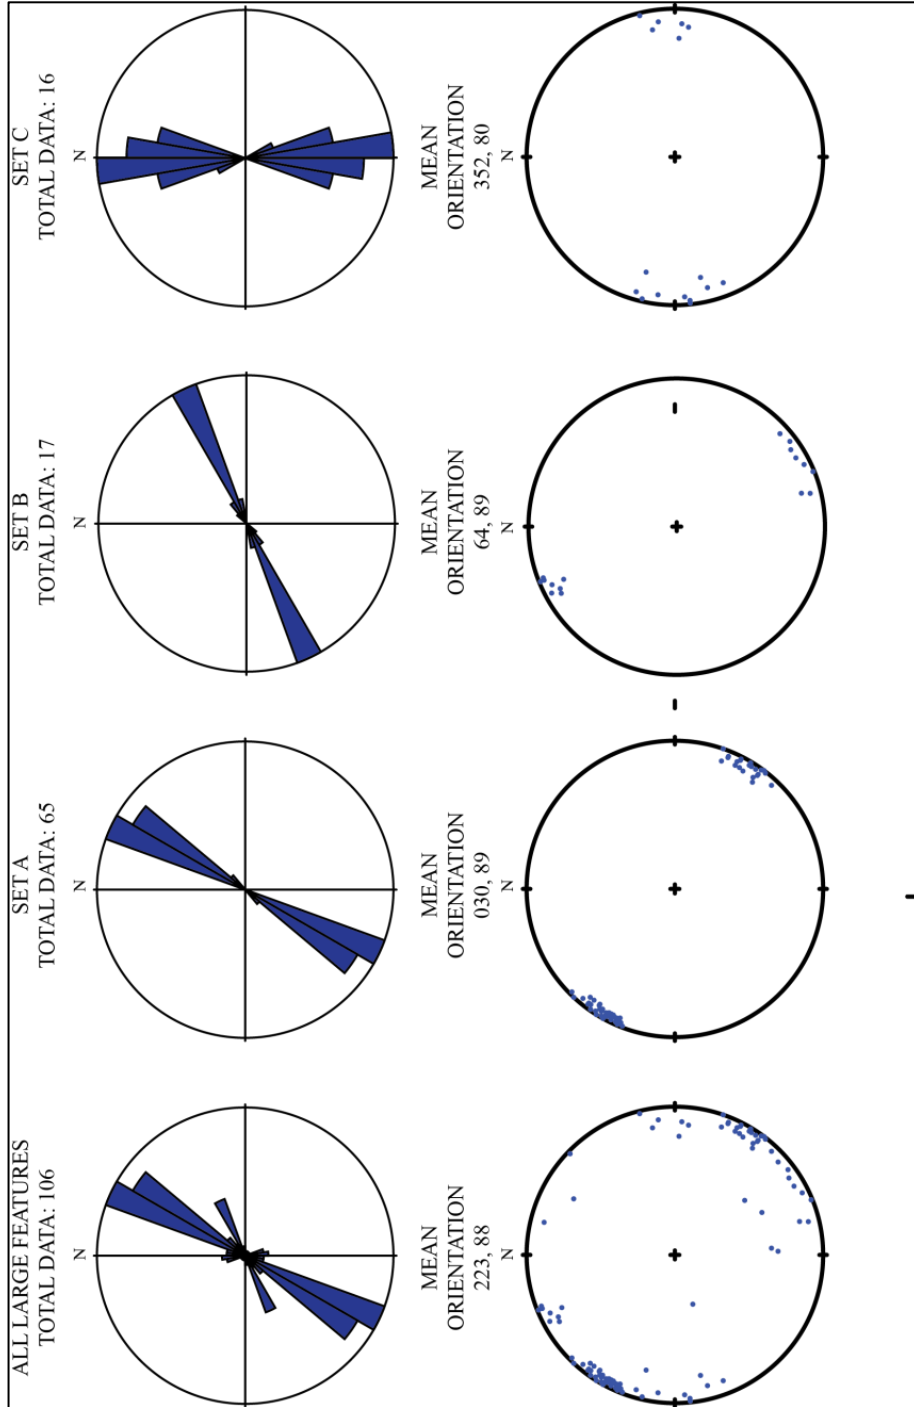 ALL LARGE FEATURES
TOTAL DATA: 106
N
MEAN
ORIENTATION
223, 88
N
SET A
TOTAL DATA: 65
N
MEAN
ORIENTATION
030, 89
N
SET B
TOTAL DATA: 17
N
MEAN
ORIENTATION
64, 89
N
SET C
TOTAL DATA: 16
N
MEAN
ORIENTATION
352, 80
N